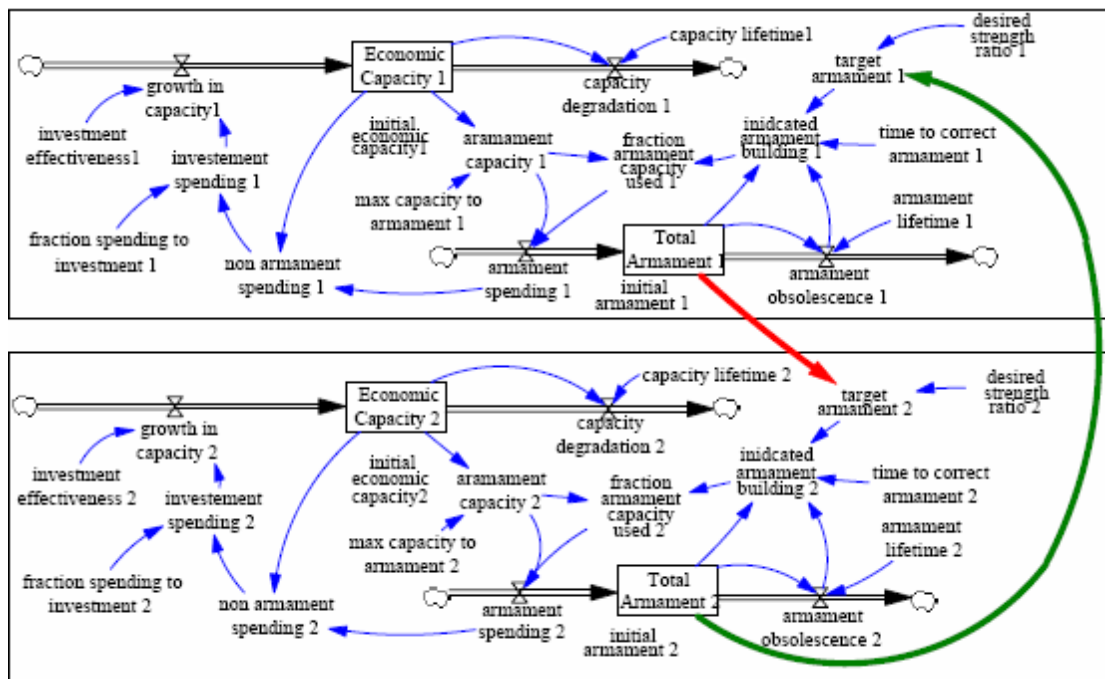 Economic
Capacity 1
capacity lifetime1
desired
strength
ratio 1
target
armament 1
growth in
capacity1
capacity
degradation 1
initial
economic
capacity1
investment
effectiveness1
investement
spending 1
aramament
capacity 1
fraction
armament
capacity
used 1
inidcated
armament
building 1
time to correct
armament 1
max capacity to
armament 1
armament
lifetime 1
fraction spending to
investment 1
non armament
spending 1
armament
spending 1
Total
Armament 1
initial
armament 1
armament
obsolescence 1
Economic
Capacity 2
capacity lifetime 2
target
armament 2
desired
strength
ratio 2
growth in
capacity 2
capacity
degradation 2
initial
economic
capacity2
investment
effectiveness 2
investement
spending 2
aramament
capacity 2
fraction
armament
capacity
used 2
inidcated
armament
building 2
time to correct
armament 2
max capacity to
armament 2
armament
lifetime 2
fraction spending to
investment 2
non armament
spending 2
armament
spending 2
Total
Armament 2
initial
armament 2
armament
obsolescence 2